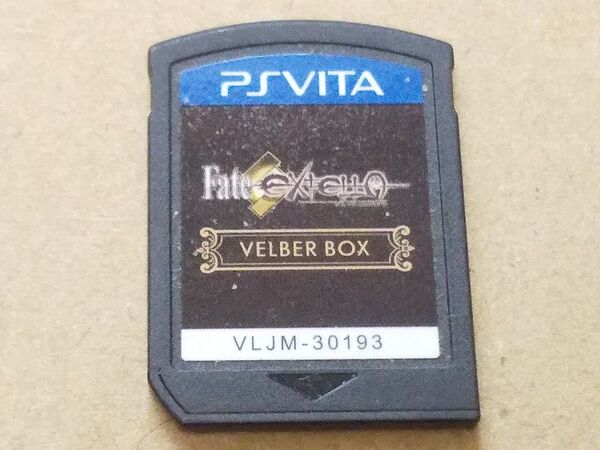 PSVITA
Fate EXTELLA
VELBER BOX
VLJM-30193